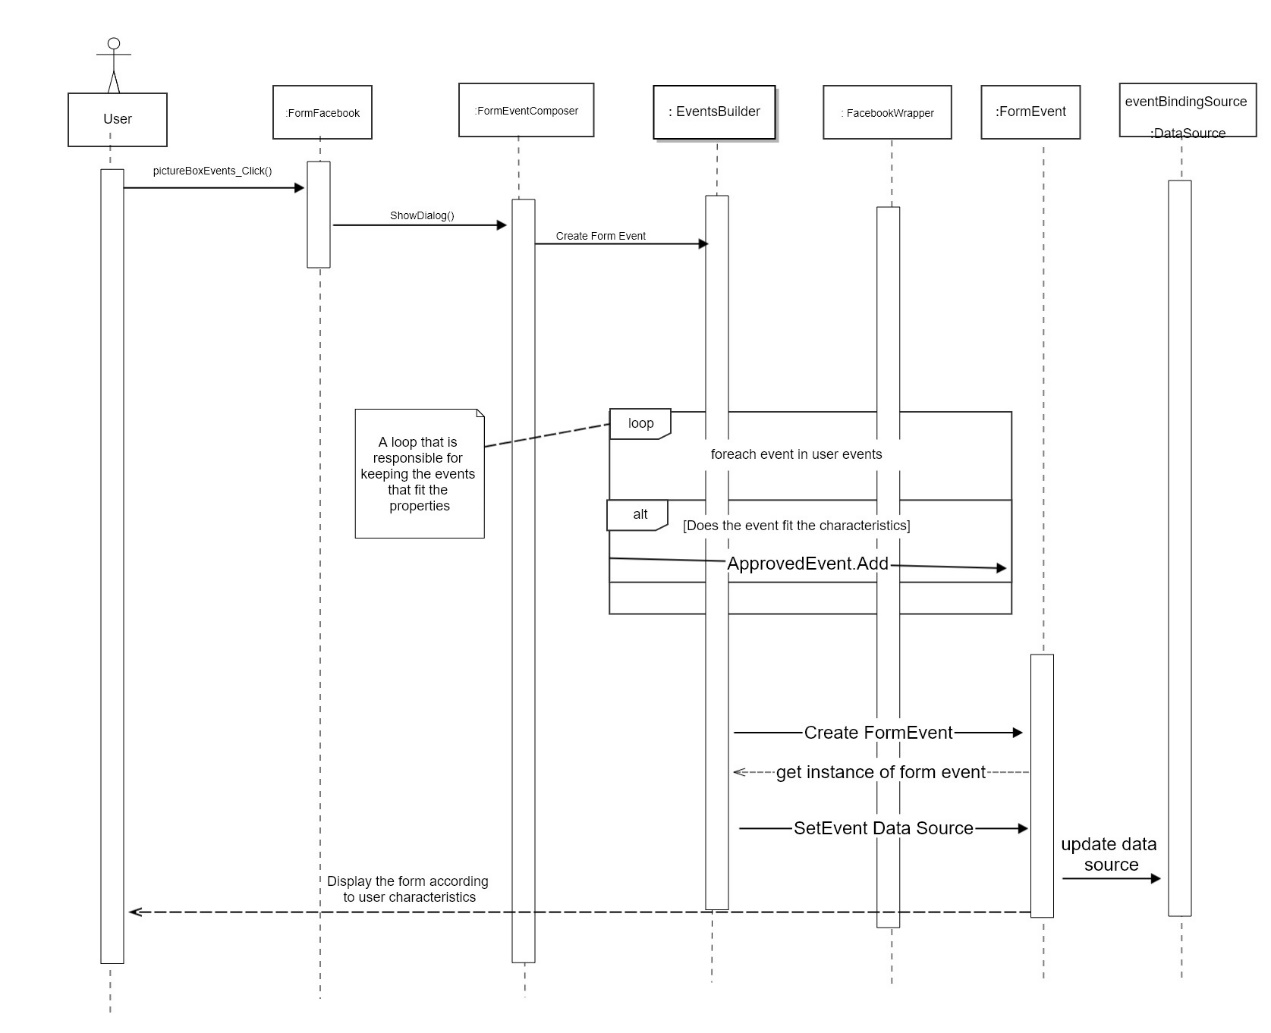 User
:FormFacebook
:FormEventComposer
: EventsBuilder
: FacebookWrapper
:FormEvent
eventBindingSource
:DataSource
pictureBoxEvents_Click()
ShowDialog()
Create Form Event
A loop that is
responsible for
keeping the events
that fit the
properties
loop
foreach event in user events
alt
[Does the event fit the characteristics]
ApprovedEvent.Add
Create FormEvent
get instance of form event
SetEvent Data Source
update data
source
Display the form according
to user characteristics